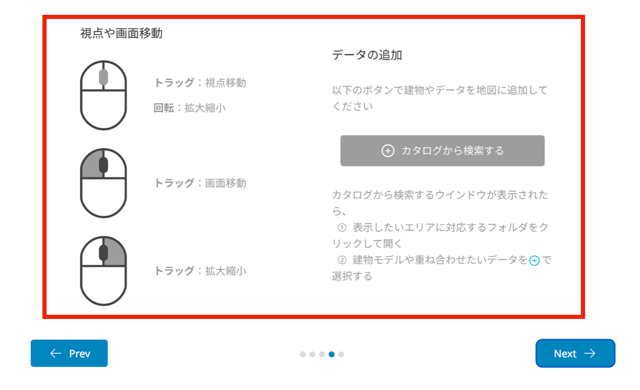 視点や画面移動
トラッグ：視点移動
回転：拡大縮小
トラッグ：画面移動
トラッグ：拡大縮小
データの追加
以下のボタンで建物やデータを地図に追加して
ください
カタログから検索する
カタログから検索するウインドウが表示された
ら、
① 表示したいエリアに対応するフォルダをク
リックして開く
② 建物モデルや重ね合わせたいデータを⊕で
選択する
← Prev
Next →